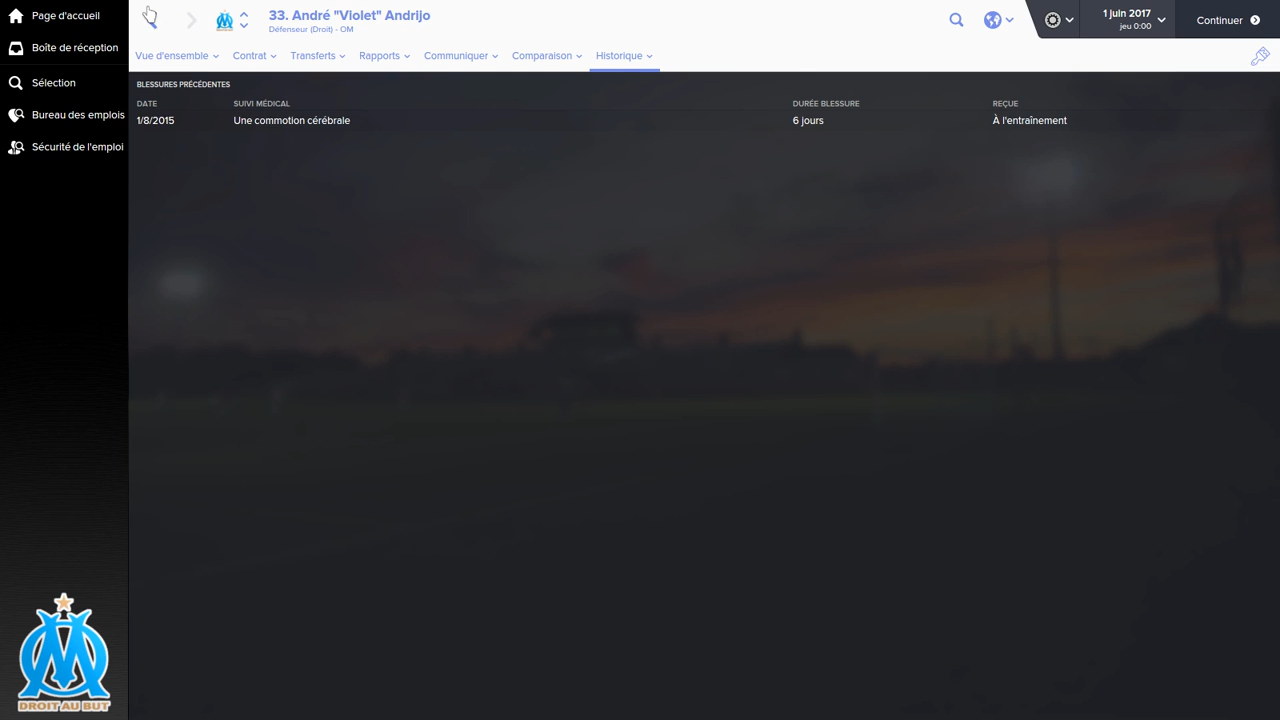 Page d'accueil
Boîte de réception
Sélection
Bureau des emplois
Sécurité de l'emploi
33. André "Violet" Andrijo
Défenseur (Droit) - OM
1 juin 2017
jeu 0:00
Continuer
Vue d'ensemble Contrat Transferts Rapports Communiquer Comparaison Historique
BLESSURES PRÉCÉDENTES
DATE SUIVI MÉDICAL DURÉE BLESSURE REÇUE
1/8/2015 Une commotion cérébrale 6 jours À l'entraînement
DROIT AU BUT